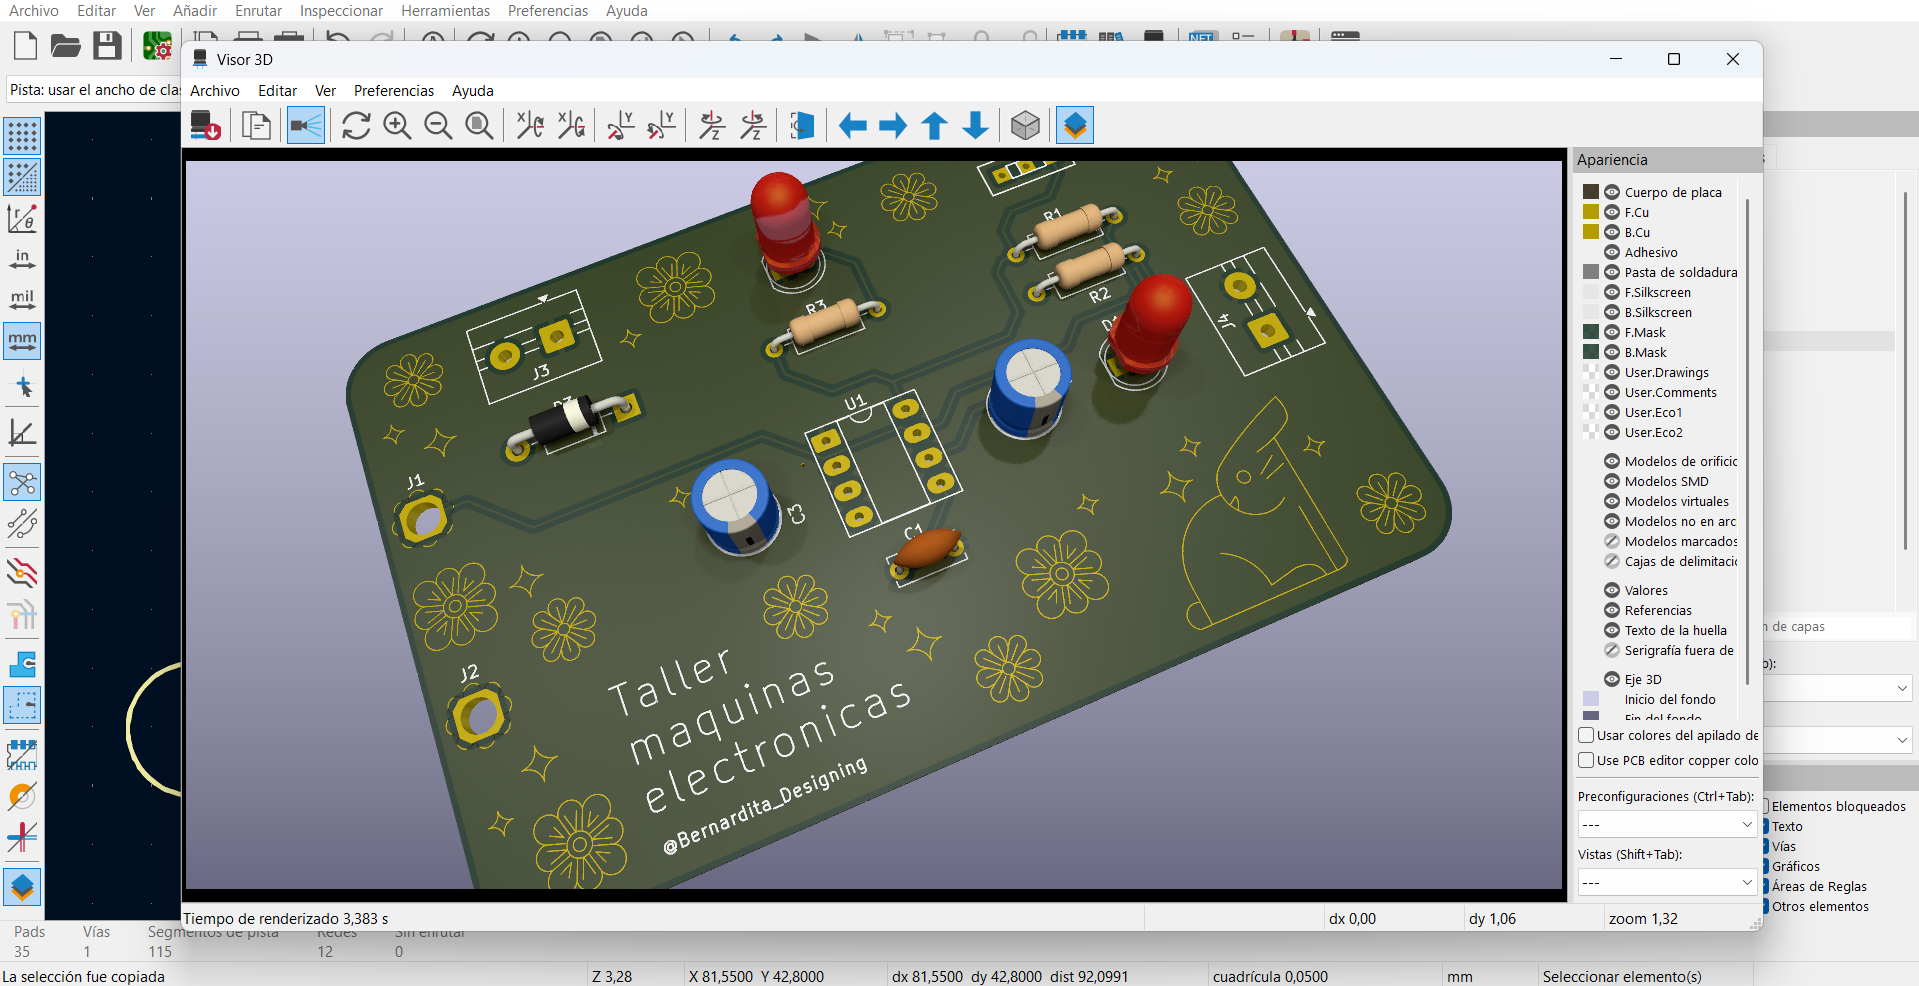 Archivo Editar Ver Añadir Enrutar Inspeccionar Herramientas Preferencias Ayuda
Visor 3D
Pista: usar el ancho de clas
Archivo Editar Ver Preferencias Ayuda
in
mil
mm
Apariencia
Cuerpo de placa
F.Cu
B.Cu
Adhesivo
Pasta de soldadura
F.Silkscreen
B.Silkscreen
F.Mask
B.Mask
User.Drawings
User.Comments
User.Eco1
User.Eco2
Modelos de orificio
Modelos SMD
Modelos virtuales
Modelos no en arc
Modelos marcados
Cajas de delimitació
Valores
Referencias
Texto de la huella
Serigrafía fuera de
Eje 3D
Inicio del fondo
Fin del fondo
Usar colores del apilado de
Use PCB editor copper colo
Preconfiguraciones (Ctrl+Tab):
---
Vistas (Shift+Tab):
---
R1
R2
R3
J4
J3
U1
C3
C1
J1
J2
Taller
maquinas
electronicas
@Bernardita_Designing
n de capas
Elementos bloqueados
Texto
Vías
Gráficos
Áreas de Reglas
Otros elementos
Tiempo de renderizado 3,383 s
dx 0,00
dy 1,06
zoom 1,32
Pads Vías Segmentos de pista Redes Sin enrutar
35 1 115 12 0
La selección fue copiada
Z 3,28
X 81,5500 Y 42,8000
dx 81,5500 dy 42,8000 dist 92,0991
cuadrícula 0,0500
mm
Seleccionar elemento(s)